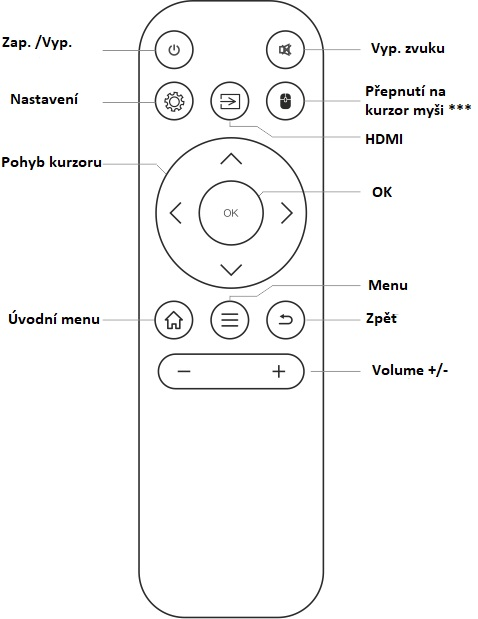 Zap. /Vyp.
Vyp. zvuku
Nastavení
Přepnutí na
kurzor myši ***
HDMI
Pohyb kurzoru
OK
OK
Menu
Úvodní menu
Zpět
Volume +/-